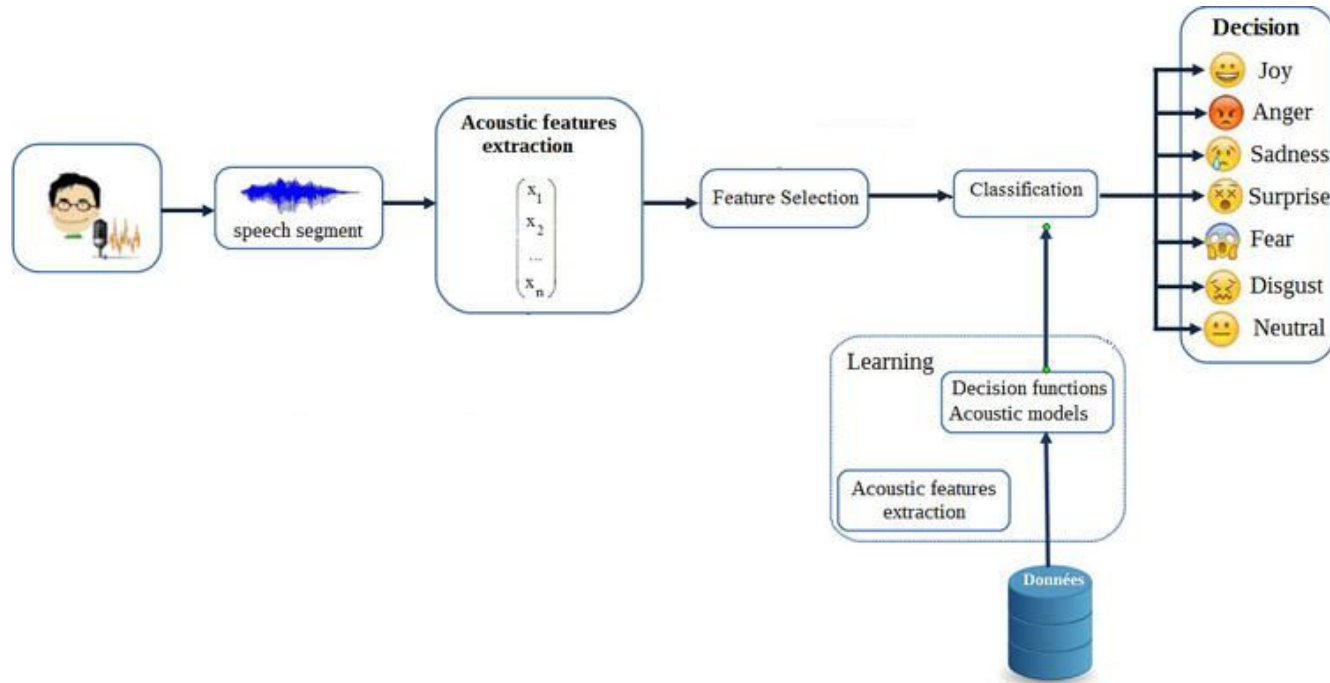 speech segment
Acoustic features
extraction
x1
x2
...
xn
Feature Selection
Classification
Decision
Joy
Anger
Sadness
Surprise
Fear
Disgust
Neutral
Learning
Decision functions
Acoustic models
Acoustic features
extraction
Données